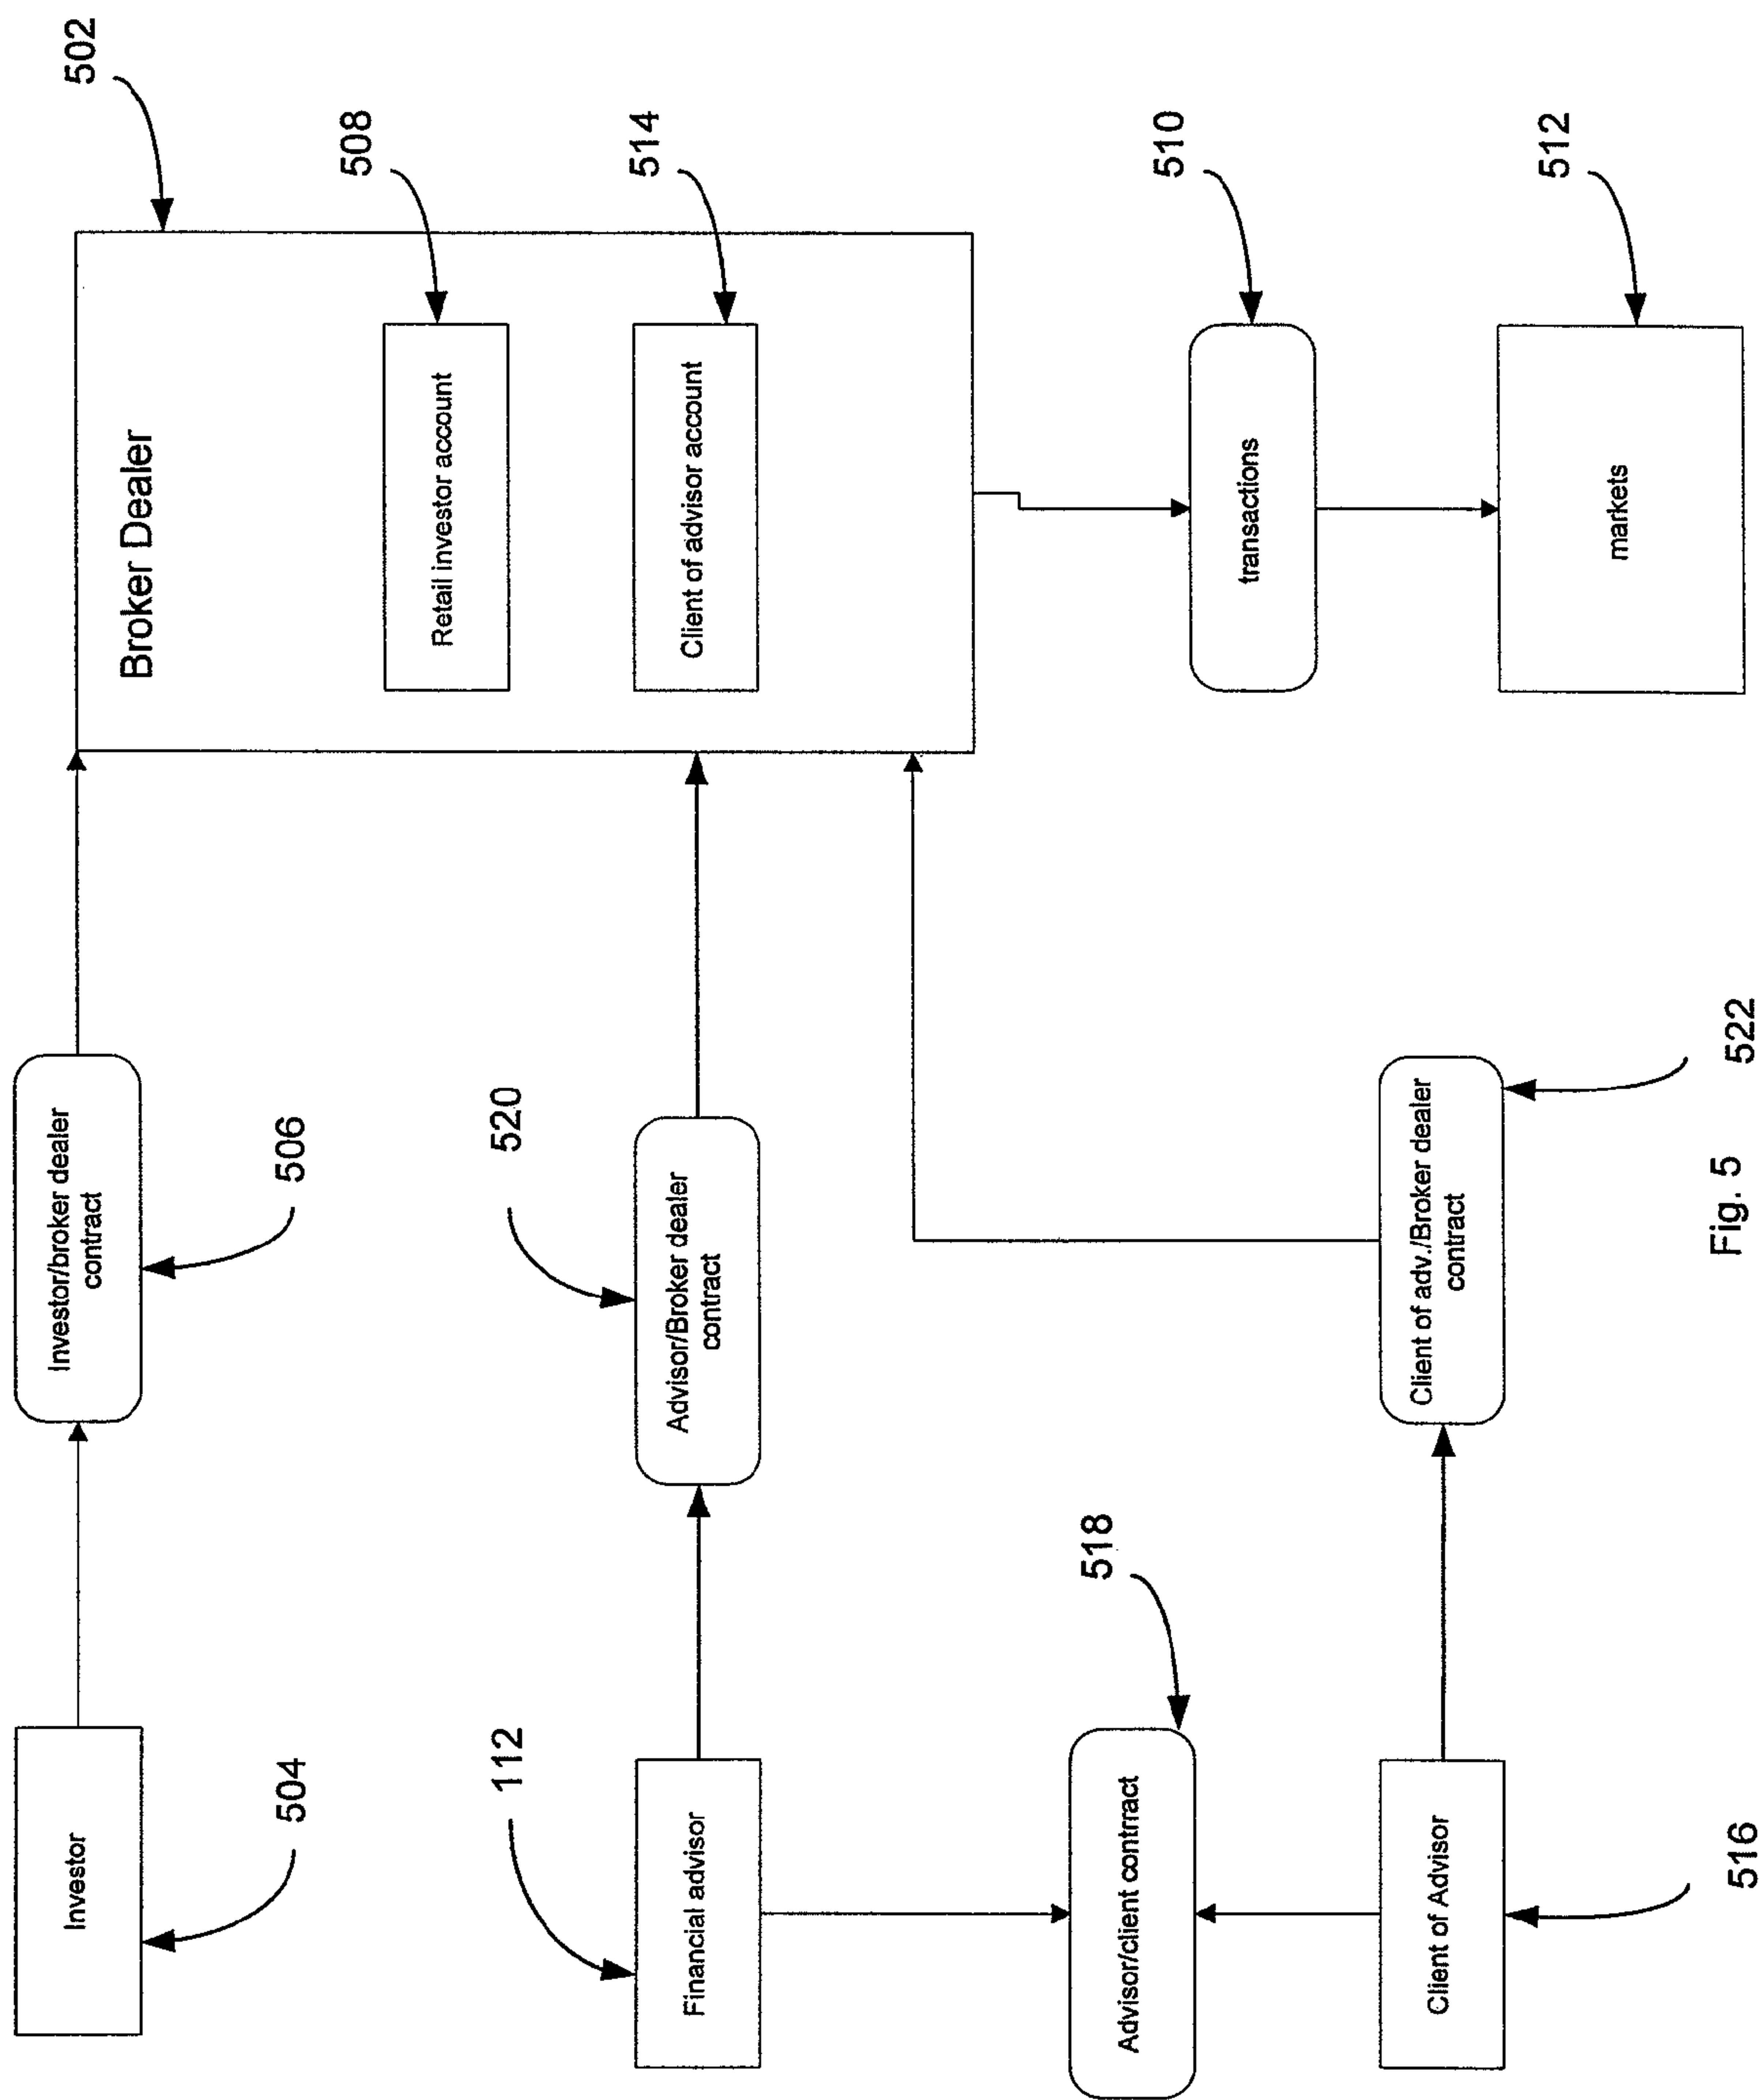 502
Broker Dealer
508
Retail investor account
514
Client of advisor account
510
transactions
512
markets
Investor/broker dealer
contract
506
520
Advisor/Broker dealer
contract
Client of adv./Broker dealer
contract
522
Investor
504
112
Financial advisor
518
Advisor/client contract
Client of Advisor
516
Fig. 5